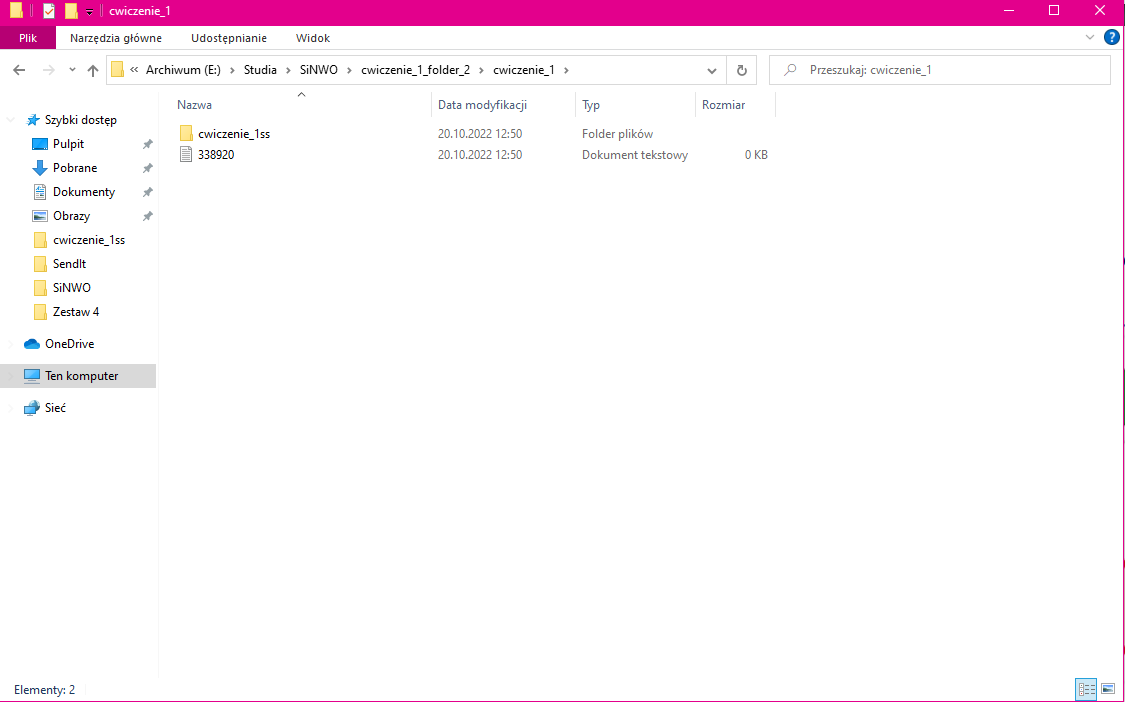 cwiczenie_1
Plik Narzędzia główne Udostępnianie Widok
« Archiwum (E:) › Studia › SiNWO › cwiczenie_1_folder_2 › cwiczenie_1 ›
Przeszukaj: cwiczenie_1
Szybki dostęp
Pulpit
Pobrane
Dokumenty
Obrazy
cwiczenie_1ss
SendIt
SiNWO
Zestaw 4
OneDrive
Ten komputer
Sieć
Nazwa Data modyfikacji Typ Rozmiar
cwiczenie_1ss 20.10.2022 12:50 Folder plików
338920 20.10.2022 12:50 Dokument tekstowy 0 KB
Elementy: 2